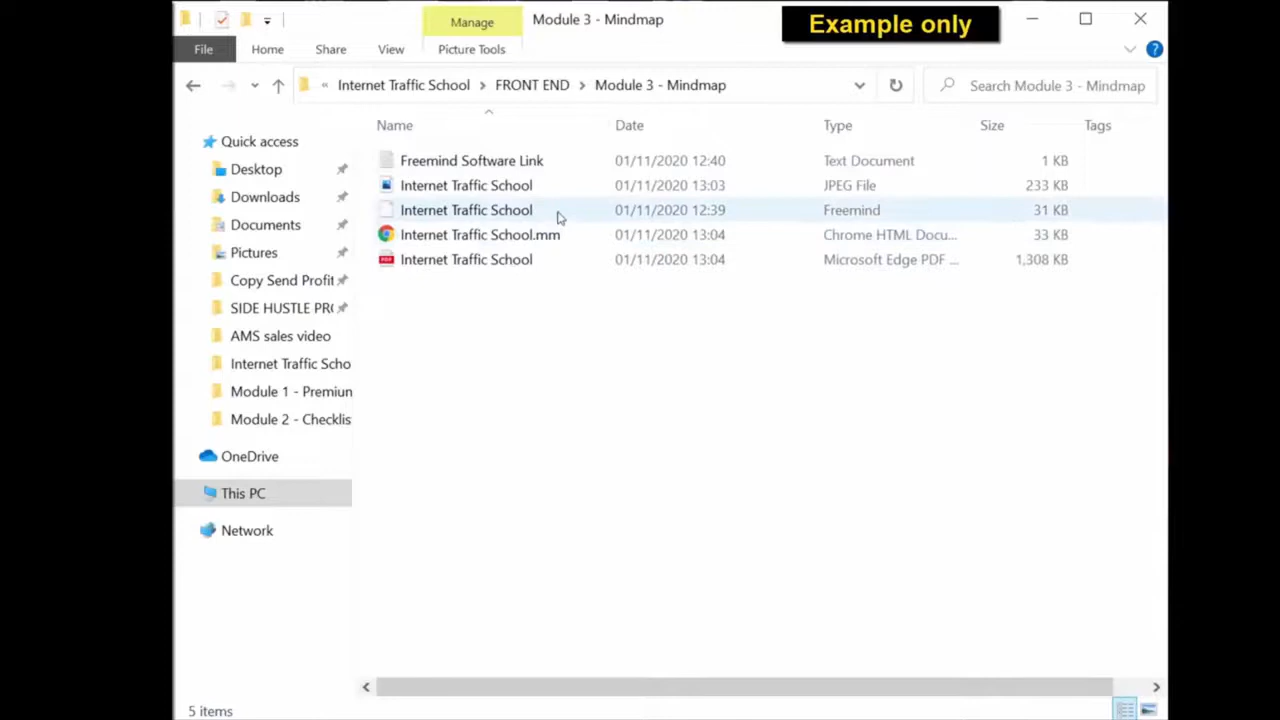 Manage
Module 3 - Mindmap
Example only
File
Home
Share
View
Picture Tools
« Internet Traffic School > FRONT END > Module 3 - Mindmap
Search Module 3 - Mindmap
Name
Date
Type
Size
Tags
Quick access
Desktop
Downloads
Documents
Pictures
Copy Send Profit
SIDE HUSTLE PR(
AMS sales video
Internet Traffic Scho
Module 1 - Premiun
Module 2 - Checklis
OneDrive
This PC
Network
Freemind Software Link 01/11/2020 12:40 Text Document 1 KB
Internet Traffic School 01/11/2020 13:03 JPEG File 233 KB
Internet Traffic School 01/11/2020 12:39 Freemind 31 KB
Internet Traffic School.mm 01/11/2020 13:04 Chrome HTML Docu... 33 KB
Internet Traffic School 01/11/2020 13:04 Microsoft Edge PDF ... 1,308 KB
5 items